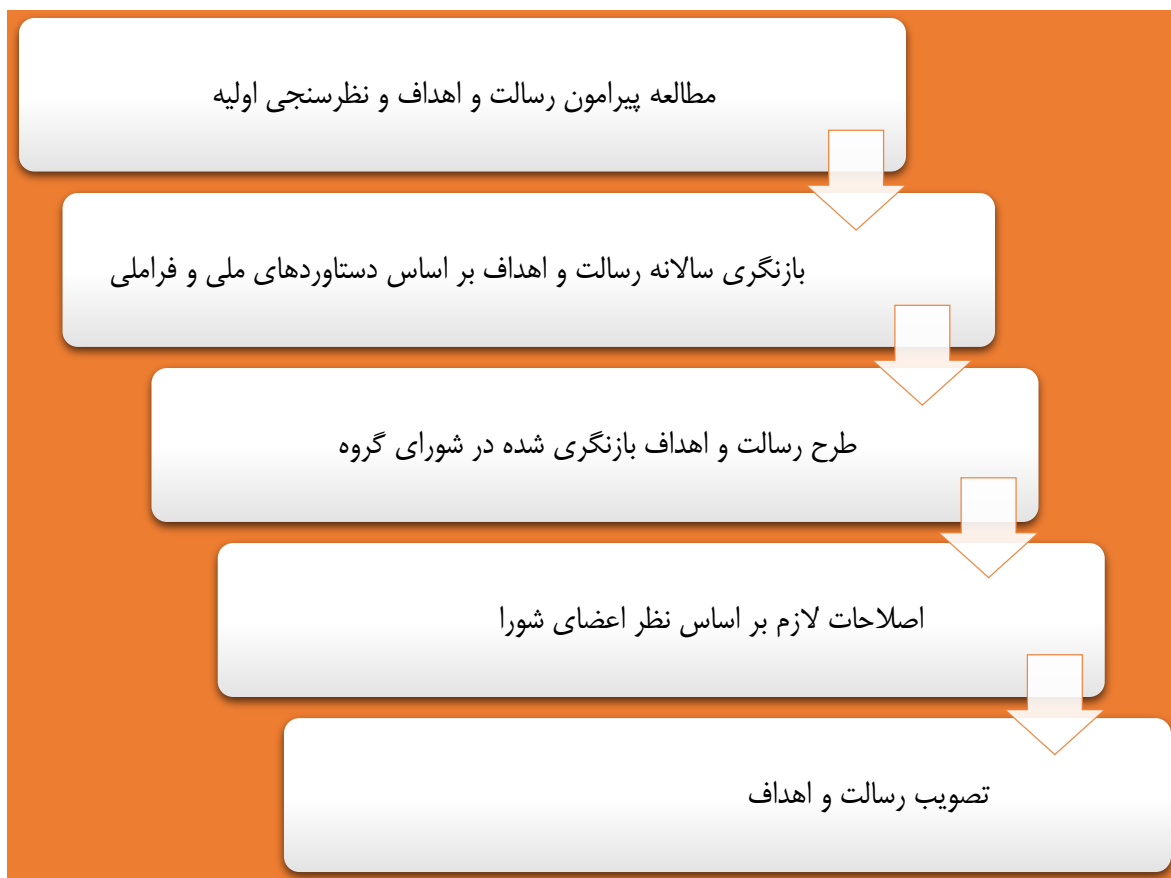 مطالعه پیرامون رسالت و اهداف و نظرسنجی اولیه
بازنگری سالانه رسالت و اهداف بر اساس دستاوردهای ملی و فراملی
طرح رسالت و اهداف بازنگری شده در شورای گروه
اصلاحات لازم بر اساس نظر اعضای شورا
تصویب رسالت و اهداف